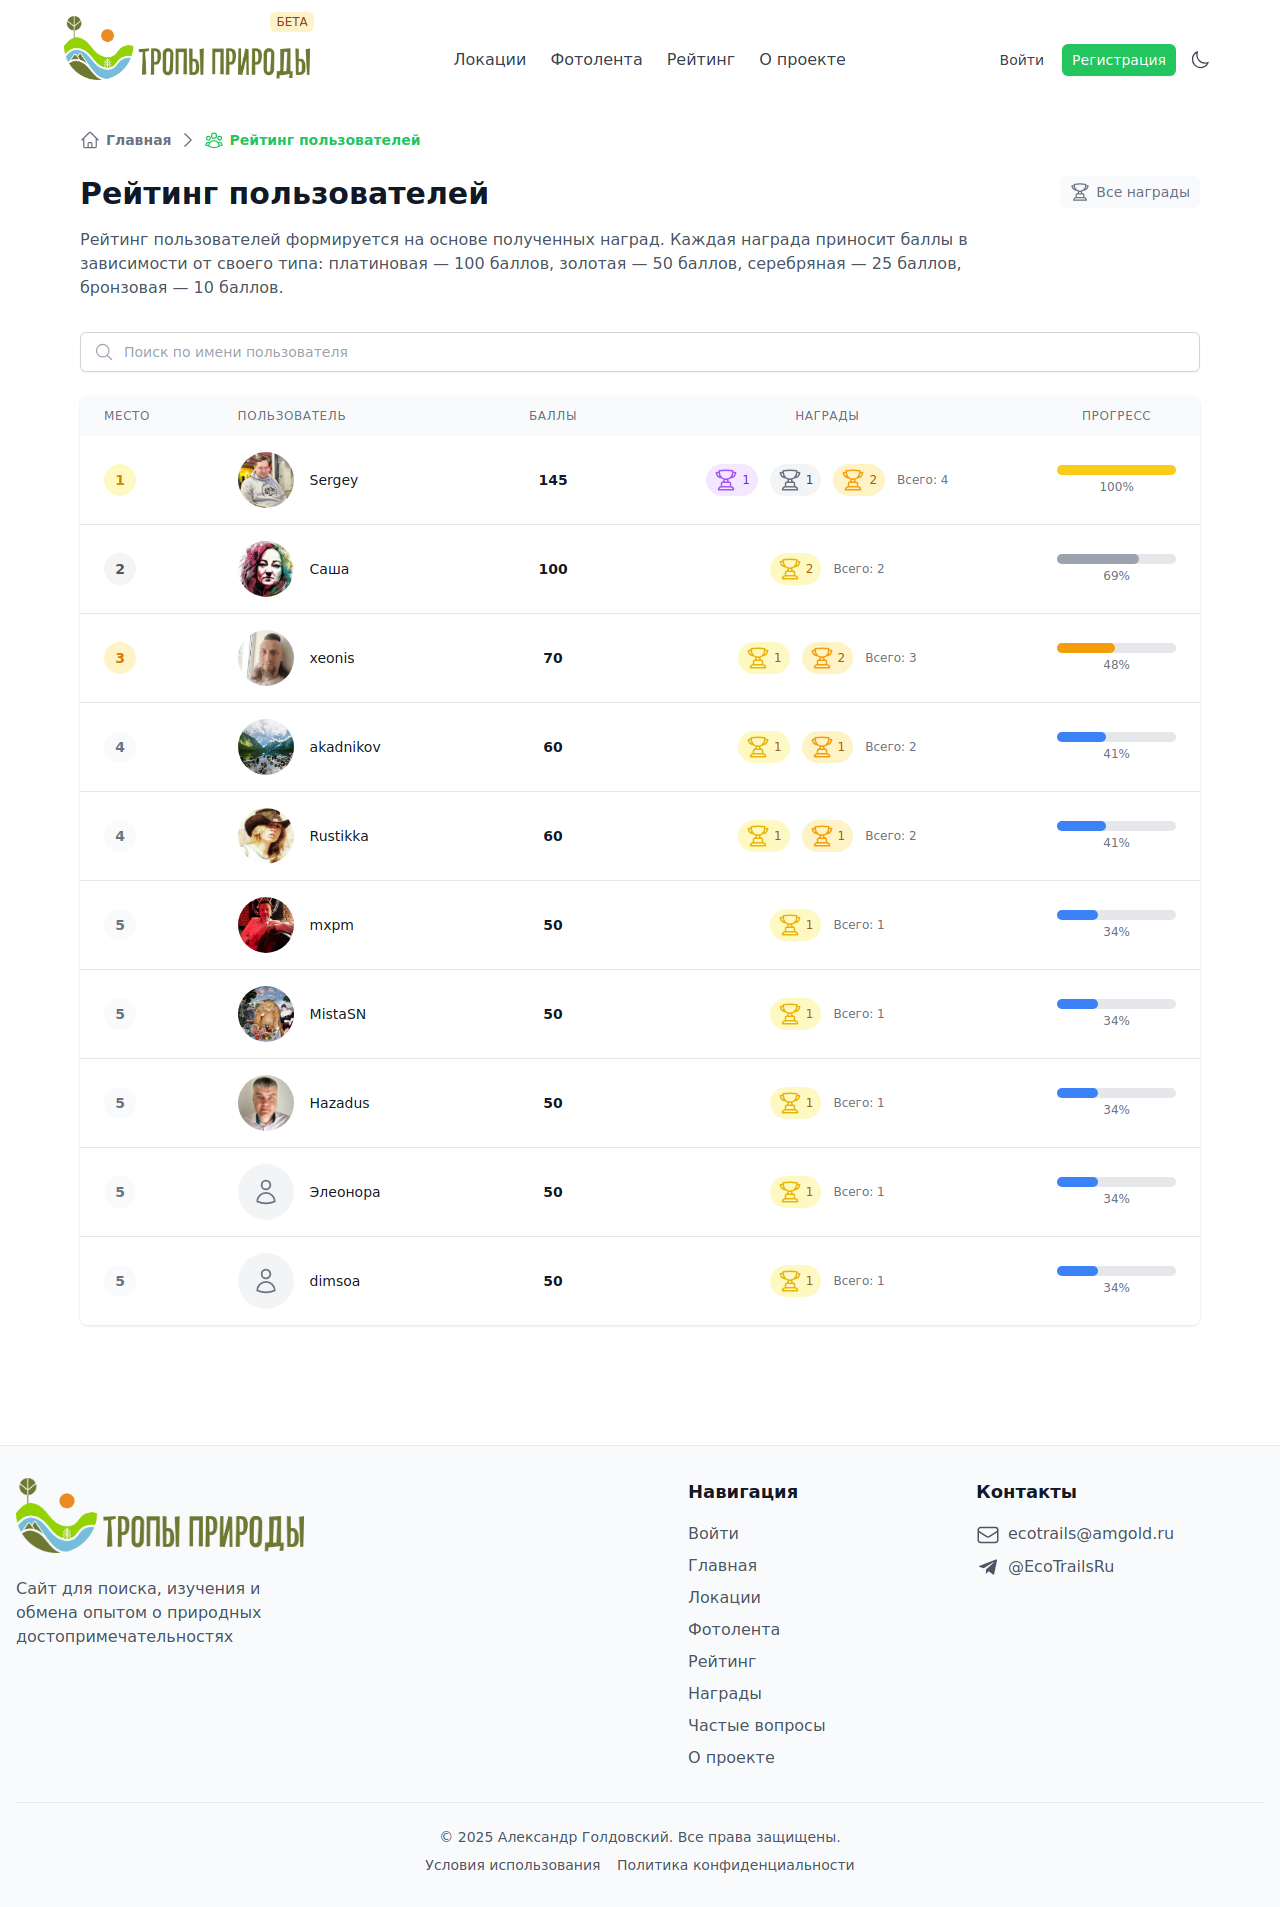 БЕТА
ТРОПЫ ПРИРОДЫ
Локации Фотолента Рейтинг О проекте
Войти Регистрация
Главная Рейтинг пользователей
Рейтинг пользователей
Все награды
Рейтинг пользователей формируется на основе полученных наград. Каждая награда приносит баллы в
зависимости от своего типа: платиновая — 100 баллов, золотая — 50 баллов, серебряная — 25 баллов,
бронзовая — 10 баллов.
Поиск по имени пользователя
МЕСТО ПОЛЬЗОВАТЕЛЬ БАЛЛЫ НАГРАДЫ ПРОГРЕСС
1 Sergey 145 1 1 2 Всего: 4 100%
2 Саша 100 2 Всего: 2 69%
3 xeonis 70 1 2 Всего: 3 48%
4 akadnikov 60 1 1 Всего: 2 41%
4 Rustikka 60 1 1 Всего: 2 41%
5 mxpm 50 1 Всего: 1 34%
5 MistaSN 50 1 Всего: 1 34%
5 Hazadus 50 1 Всего: 1 34%
5 Элеонора 50 1 Всего: 1 34%
5 dimsoa 50 1 Всего: 1 34%
ТРОПЫ ПРИРОДЫ
Сайт для поиска, изучения и
обмена опытом о природных
достопримечательностях
Навигация
Войти
Главная
Локации
Фотолента
Рейтинг
Награды
Частые вопросы
О проекте
Контакты
ecotrails@amgold.ru
@EcoTrailsRu
© 2025 Александр Голдовский. Все права защищены.
Условия использования Политика конфиденциальности